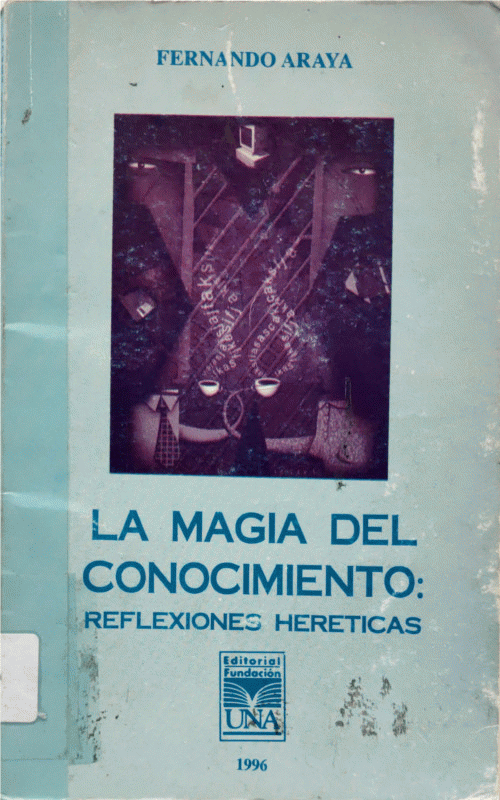 FERNANDO ARAYA
LA MAGIA DEL
CONOCIMIENTO:
REFLEXIONES HERETICAS
Editorial
Fundación
UNA
1996